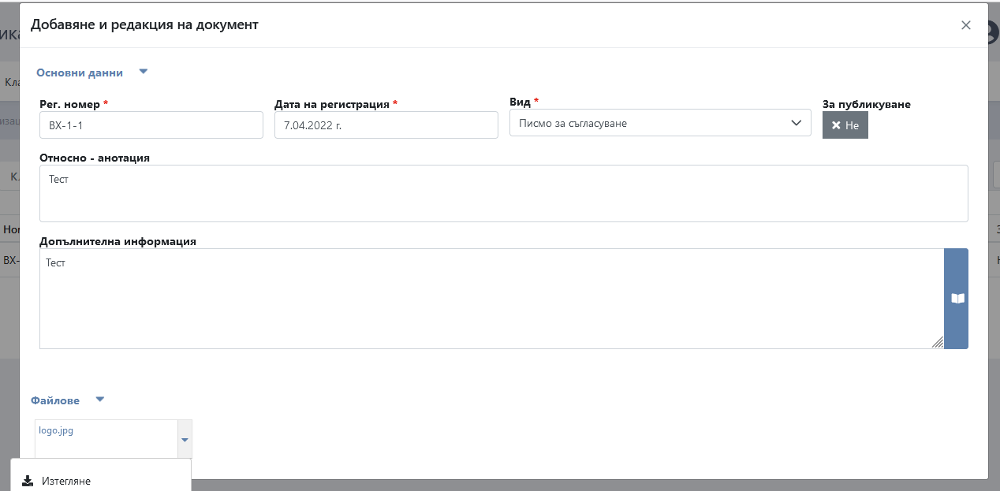 Добавяне и редакция на документ
Основни данни
Рег. номер *
Дата на регистрация *
Вид *
За публикуване
ВХ-1-1
7.04.2022 г.
Писмо за съгласуване
Не
Относно - анотация
Тест
Допълнителна информация
Тест
ВХ-
Файлове
logo.jpg
Изтегляне